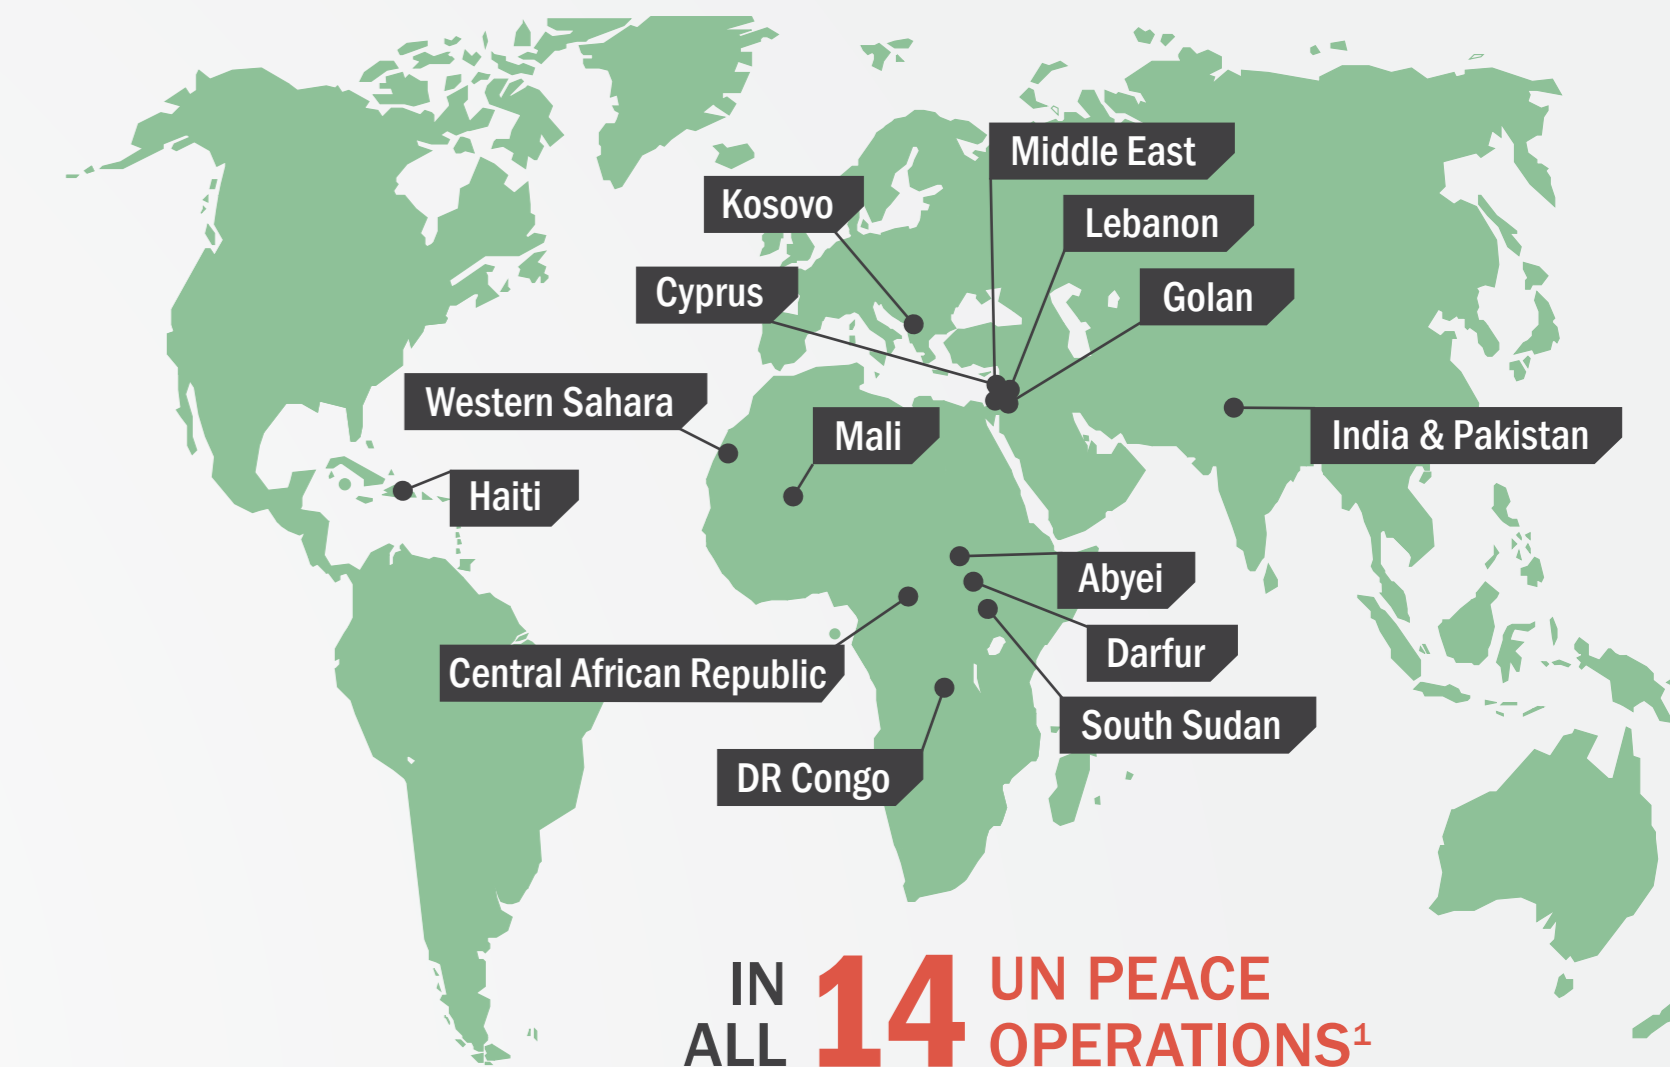 Middle East
Kosovo
Lebanon
Cyprus
Golan
Western Sahara
Mali
India & Pakistan
Haiti
Abyei
Darfur
Central African Republic
South Sudan
DR Congo
IN ALL 14 UN PEACE OPERATIONS¹